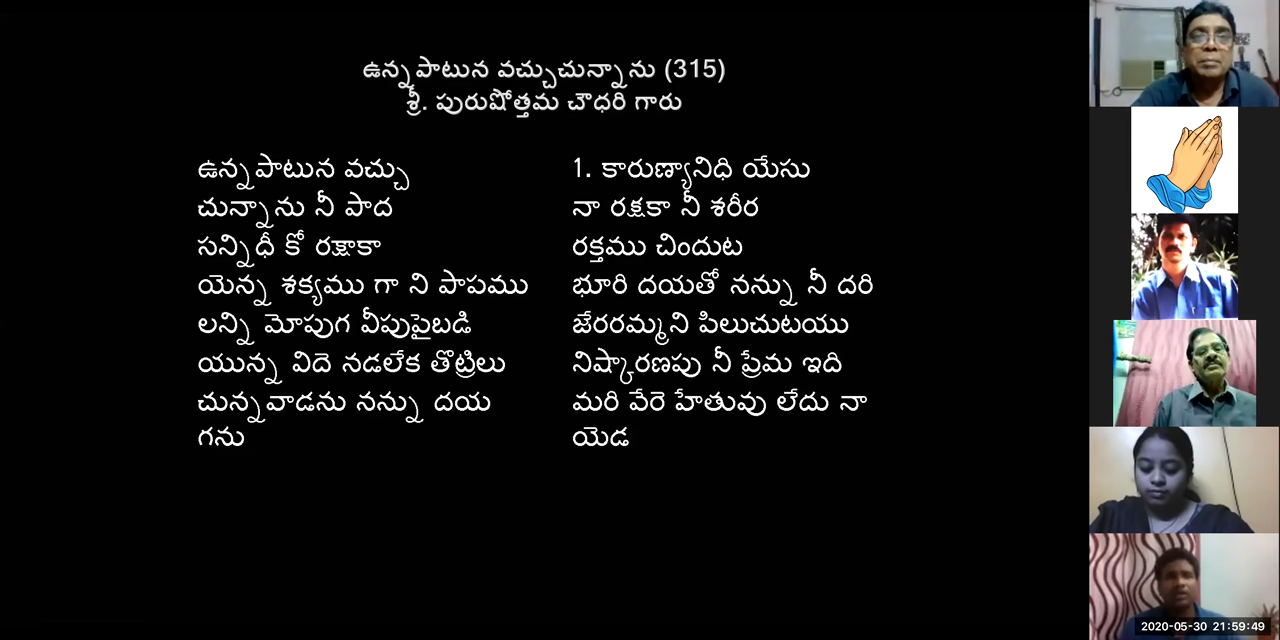 ఉన్నపాటున వచ్చుచున్నాను (315)
శ్రీ. పురుషోత్తమ చౌధరి గారు
ఉన్నపాటున వచ్చు
చున్నాను నీ పాద
సన్నిధీ కో రక్షాకా
యెన్న శక్యము గా ని పాపము
లన్ని మోపుగ వీపుపైబడి
యున్న విదె నడలేక తొట్రిలు
చున్నవాడను నన్ను దయ
గను
1. కారుణ్యానిధి యేసు
నా రక్షకా నీ శరీర
రక్తము చిందుట
భూరి దయతో నన్ను నీ దరి
జేరరమ్మని పిలుచుటయు
నిష్కారణపు నీ ప్రేమ ఇది
మరి వేరె హేతువు లేదు నా
యెడ
2020-05-30 21:59:49